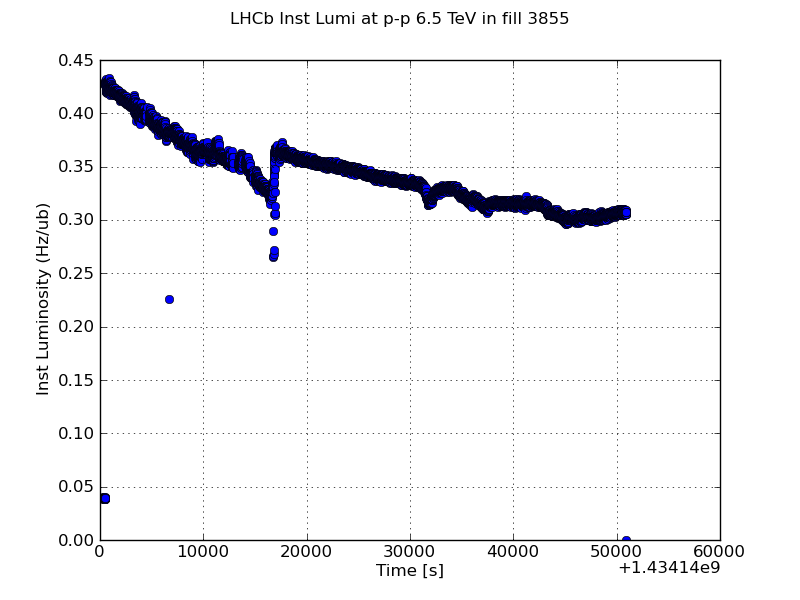 LHCb Inst Lumi at p-p 6.5 TeV in fill 3855
0.45
0.40
0.35
0.30
0.25
0.20
0.15
0.10
0.05
0.00
Inst Luminosity (Hz/ub)
0 10000 20000 30000 40000 50000 60000
Time [s]
+1.43414e9